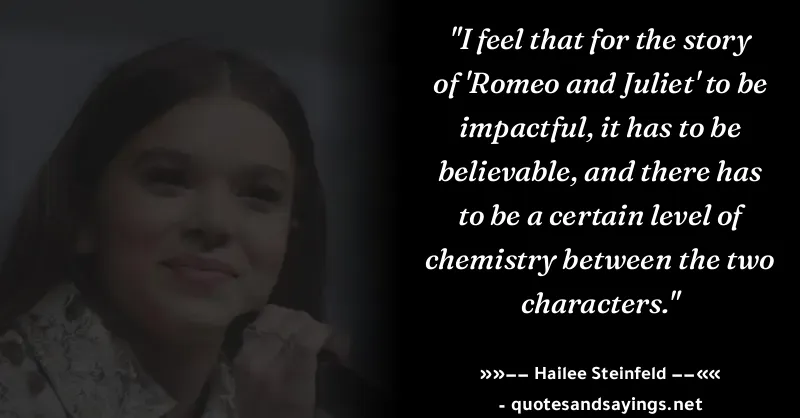 "I feel that for the story
of 'Romeo and Juliet' to be
impactful, it has to be
believable, and there has
to be a certain level of
chemistry between the two
characters."
»»—— Hailee Steinfeld ——««
- quotesandsayings.net